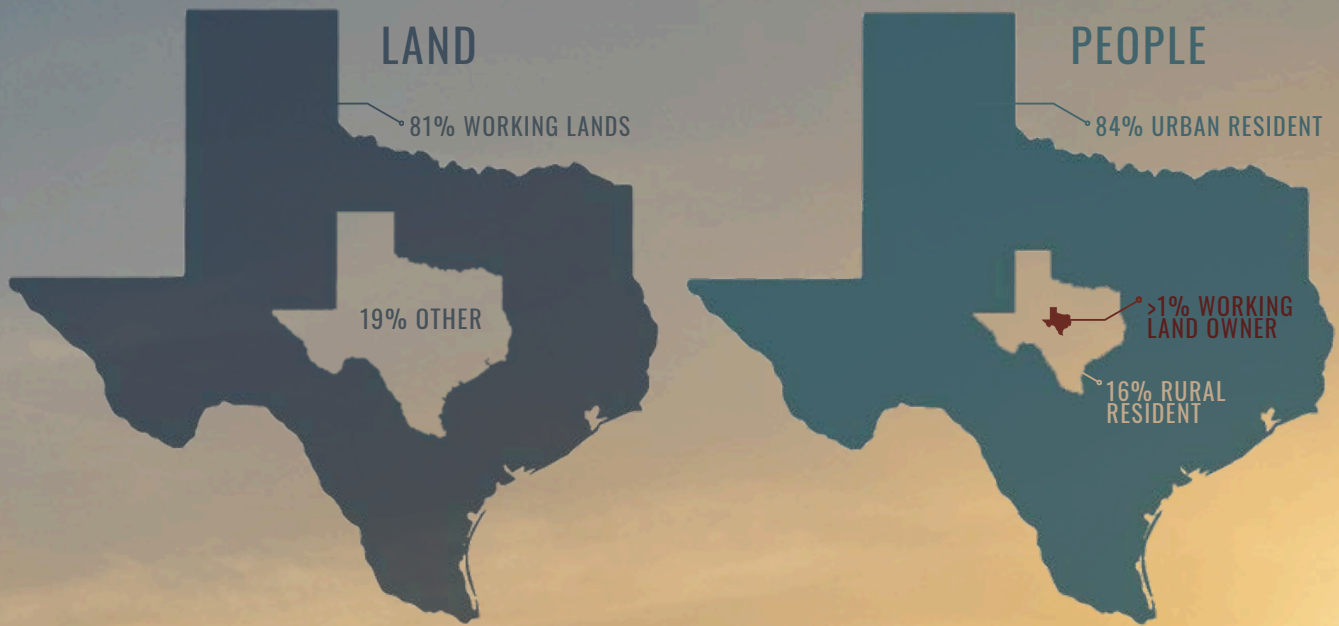 LAND
81% WORKING LANDS
19% OTHER
PEOPLE
84% URBAN RESIDENT
>1% WORKING
LAND OWNER
16% RURAL
RESIDENT